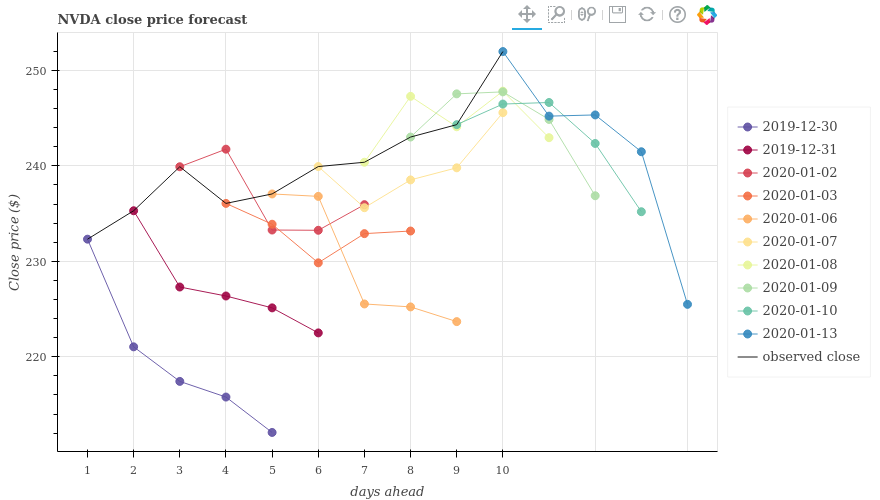 NVDA close price forecast
Close price ($)
250
240
230
220
1 2 3 4 5 6 7 8 9 10
days ahead
2019-12-30
2019-12-31
2020-01-02
2020-01-03
2020-01-06
2020-01-07
2020-01-08
2020-01-09
2020-01-10
2020-01-13
observed close